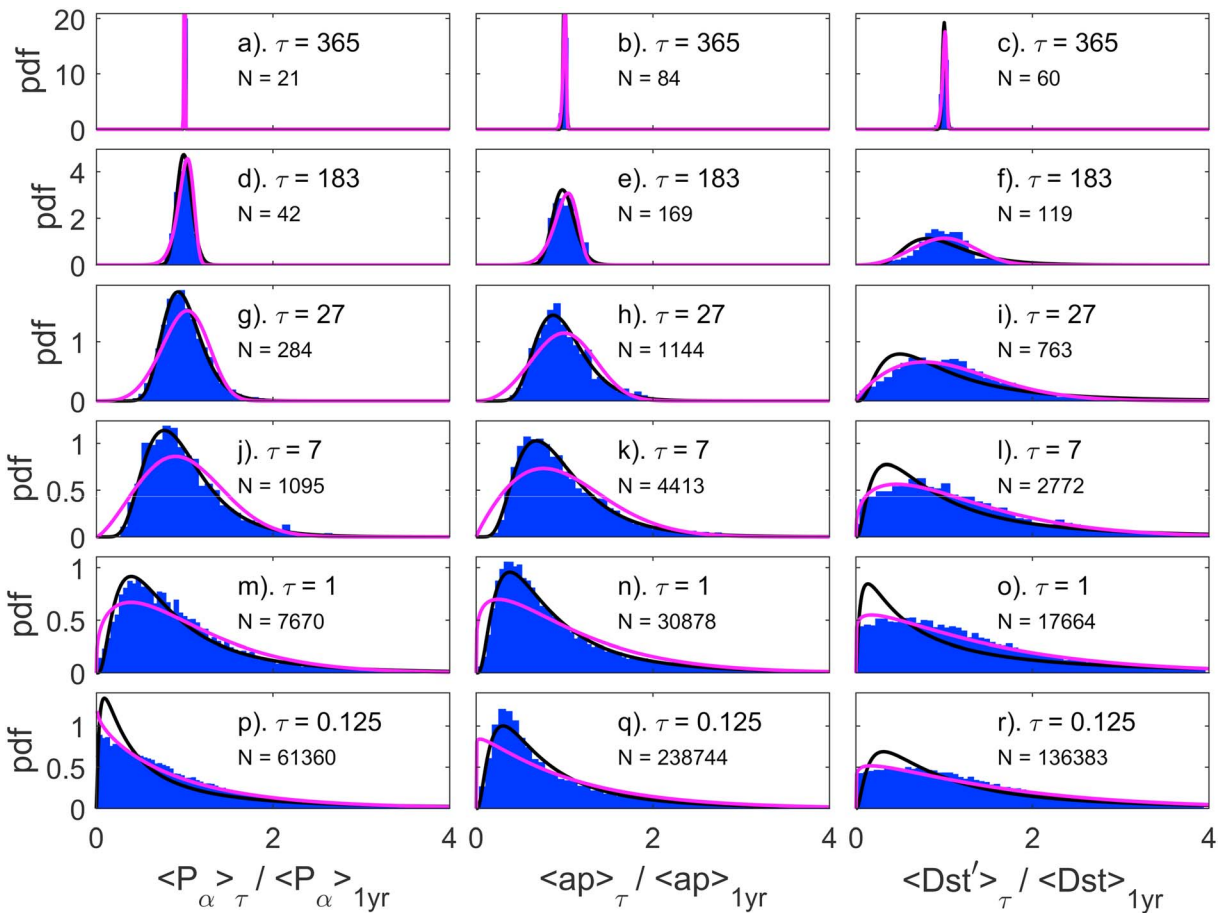 20
10
0
pdf
a). τ = 365
N = 21
b). τ = 365
N = 84
c). τ = 365
N = 60
4
2
0
pdf
d). τ = 183
N = 42
e). τ = 183
N = 169
f). τ = 183
N = 119
1
0
pdf
g). τ = 27
N = 284
h). τ = 27
N = 1144
i). τ = 27
N = 763
1
0.5
0
pdf
j). τ = 7
N = 1095
k). τ = 7
N = 4413
l). τ = 7
N = 2772
1
0.5
0
pdf
m). τ = 1
N = 7670
n). τ = 1
N = 30878
o). τ = 1
N = 17664
1
0.5
0
pdf
p). τ = 0.125
N = 61360
q). τ = 0.125
N = 238744
r). τ = 0.125
N = 136383
0 2 4
0 2 4
0 2 4
<P_α>_τ / <P_α>_1yr
<ap>_τ / <ap>_1yr
<Dst′>_τ / <Dst>_1yr